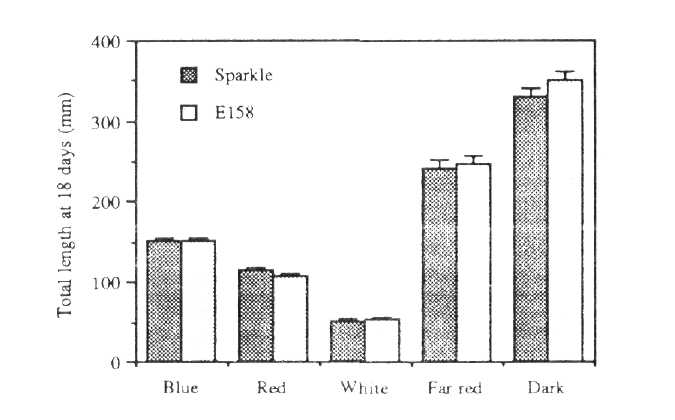 400
300
200
100
0
Total length at 18 days (mm)
Sparkle
E158
Blue
Red
White
Far red
Dark